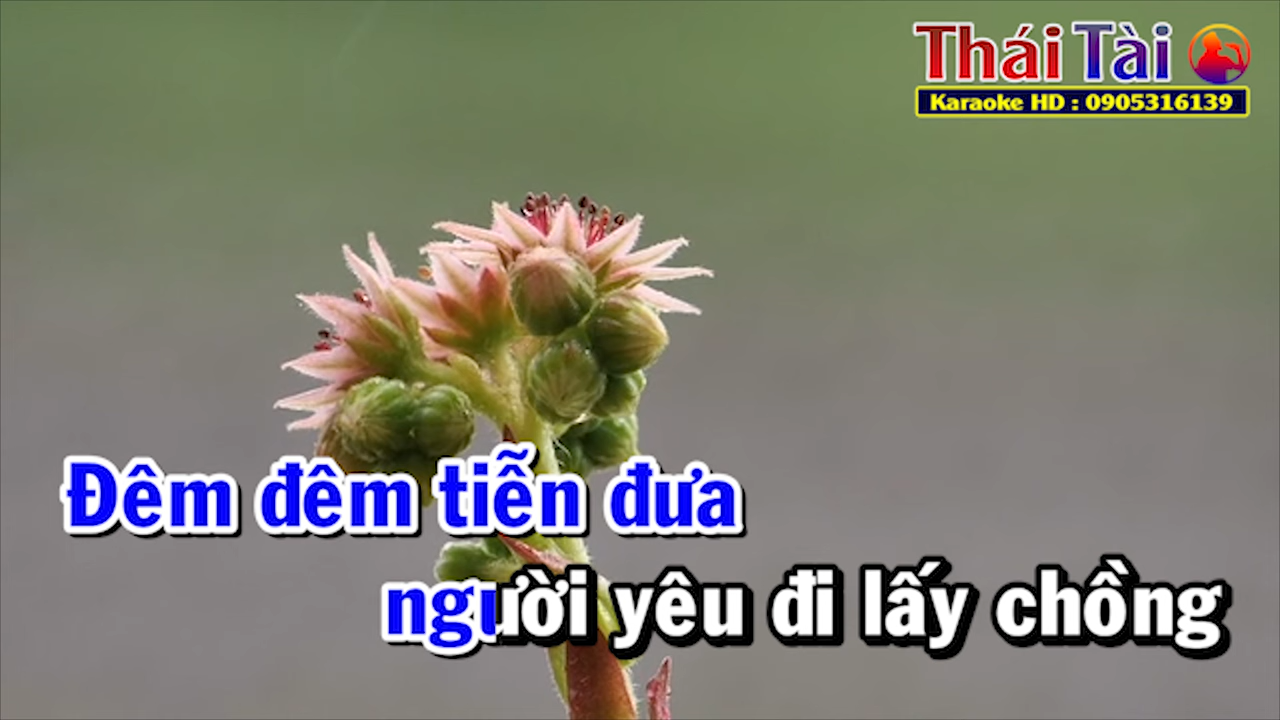 Thái Tài
Karaoke HD : 0905316139
Đêm đêm tiễn đưa
người yêu đi lấy chồng